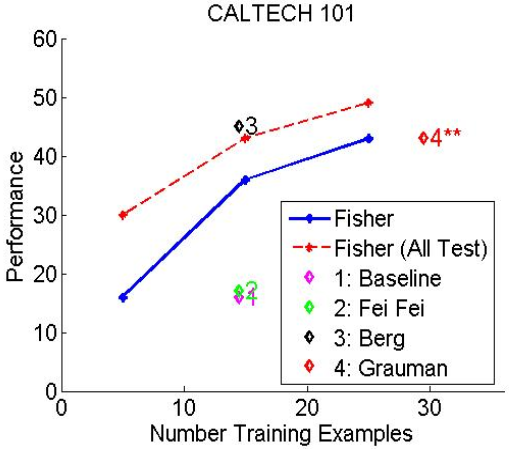 CALTECH 101
60
50
40
30
20
10
0
0 10 20 30
Performance
Number Training Examples
3
4**
2
1
Fisher
Fisher (All Test)
1: Baseline
2: Fei Fei
3: Berg
4: Grauman